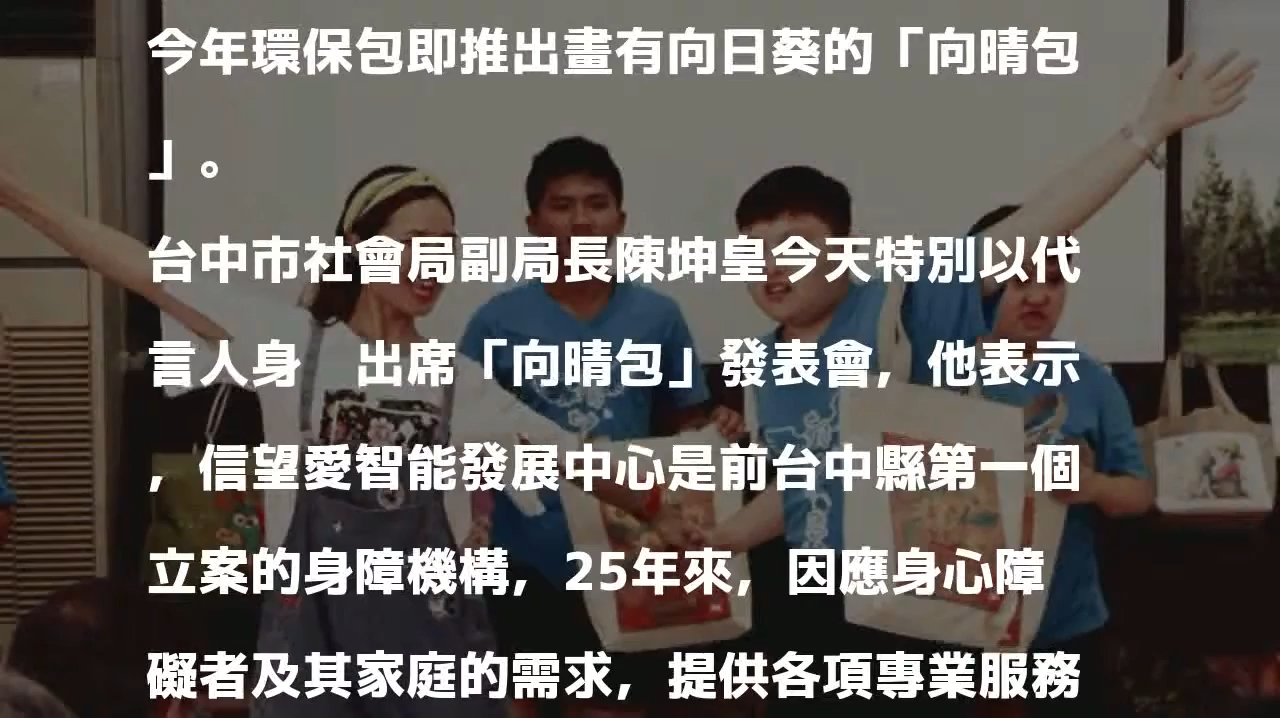 今年環保包即推出畫有向日葵的「向晴包
」。
台中市社會局副局長陳坤皇今天特別以代
言人身　出席「向晴包」發表會，他表示
，信望愛智能發展中心是前台中縣第一個
立案的身障機構，25年來，因應身心障
礙者及其家庭的需求，提供各項專業服務